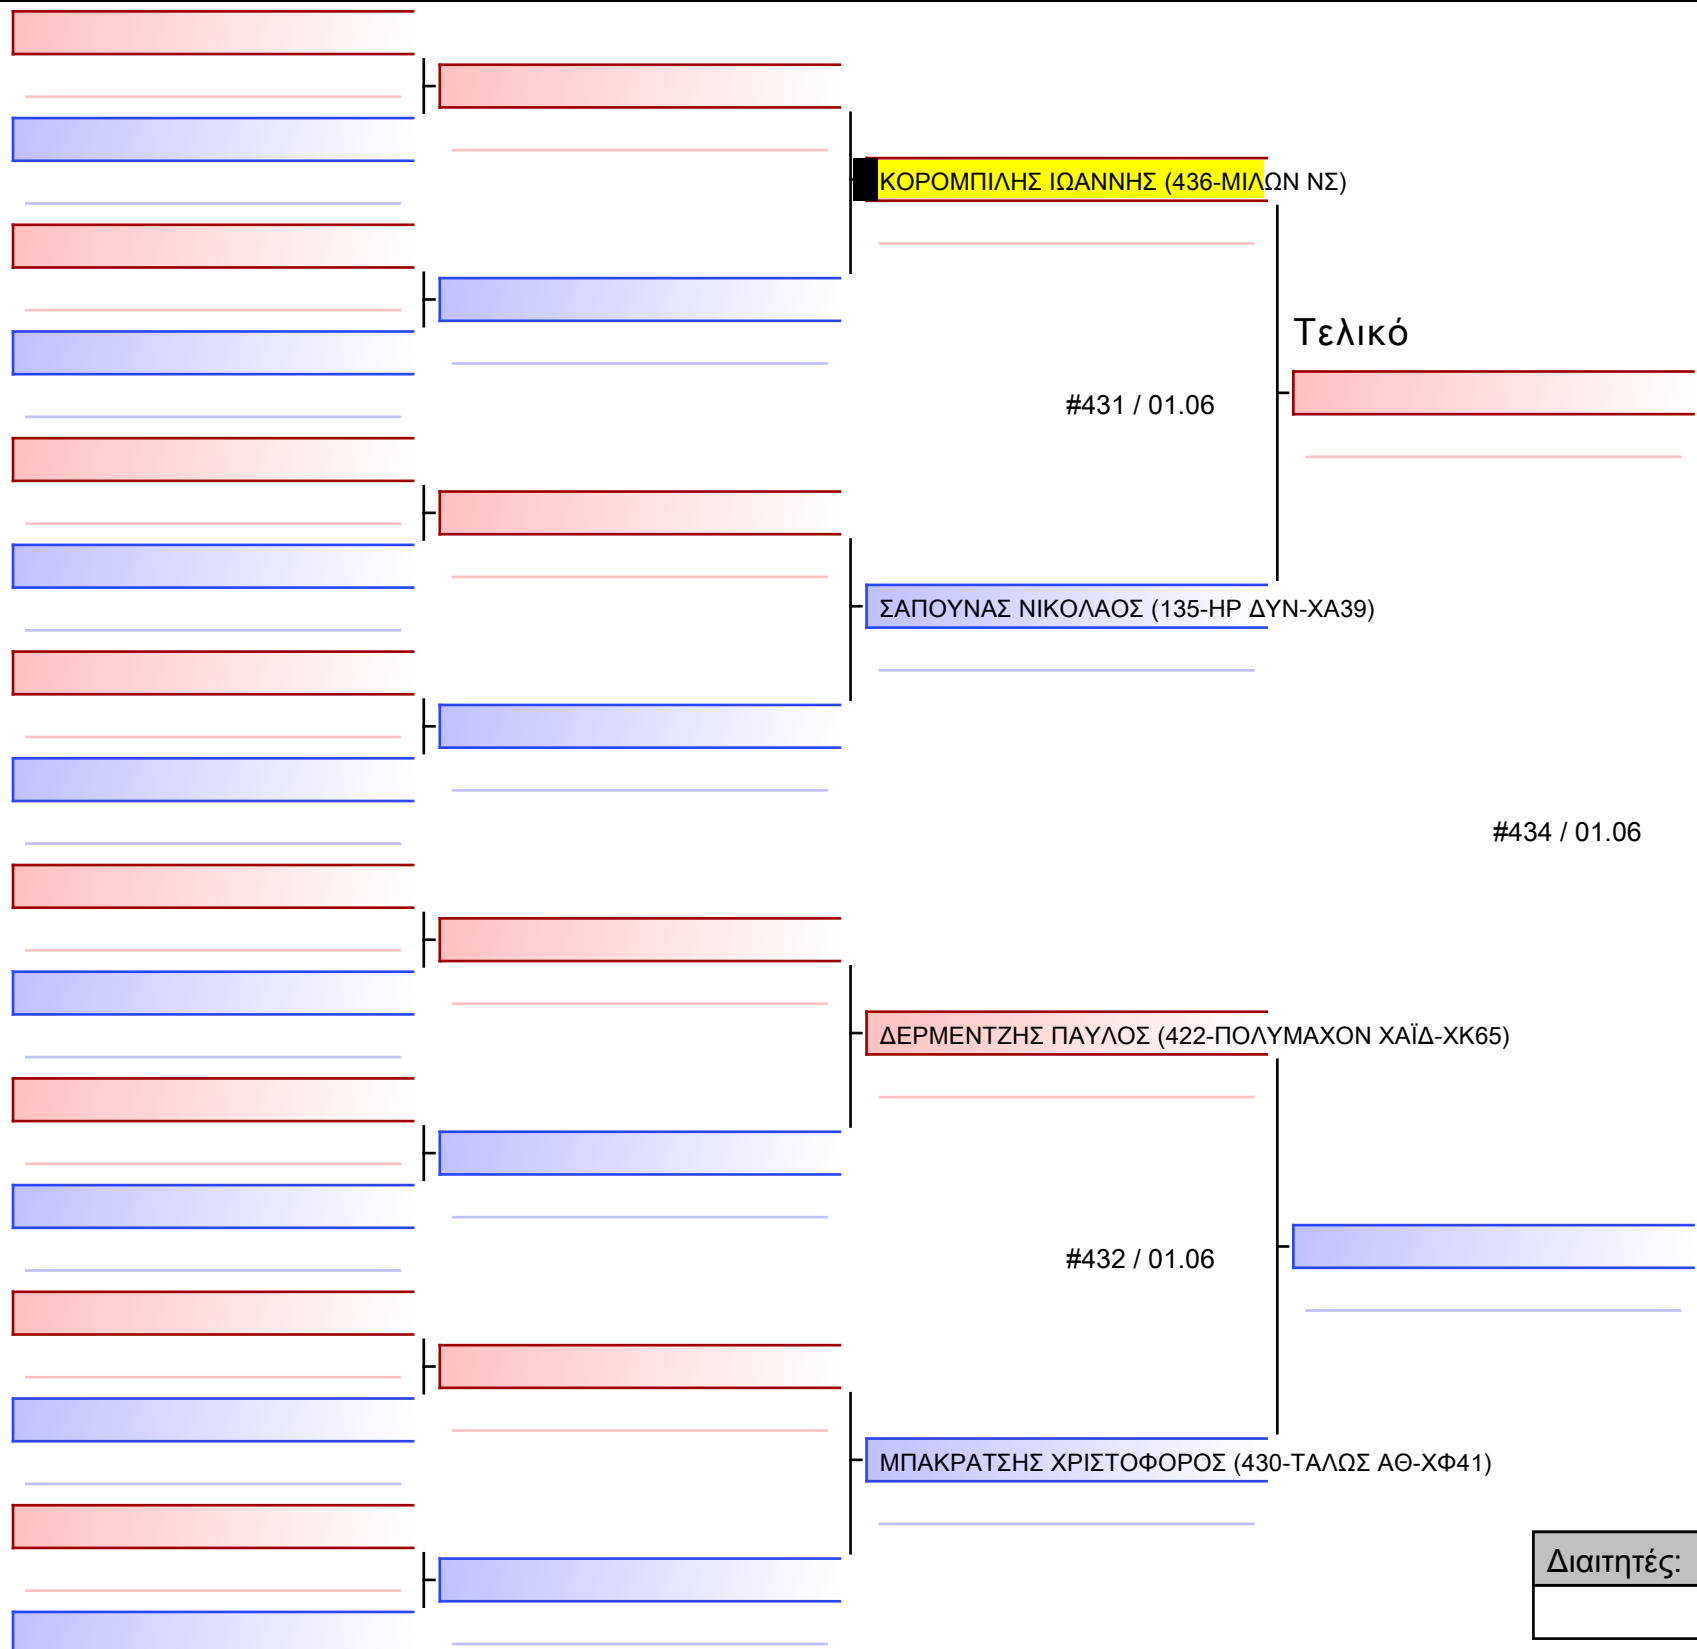 ΚΟΡΟΜΠΙΛΗΣ ΙΩΑΝΝΗΣ (436-ΜΙΛΩΝ ΝΣ)
Τελικό
#431 / 01.06
ΣΑΠΟΥΝΑΣ ΝΙΚΟΛΑΟΣ (135-ΗΡ ΔΥΝ-ΧΑ39)
#434 / 01.06
ΔΕΡΜΕΝΤΖΗΣ ΠΑΥΛΟΣ (422-ΠΟΛΥΜΑΧΟΝ ΧΑΪΔ-ΧΚ65)
#432 / 01.06
ΜΠΑΚΡΑΤΣΗΣ ΧΡΙΣΤΟΦΟΡΟΣ (430-ΤΑΛΩΣ ΑΘ-ΧΦ41)
Διαιτητές: